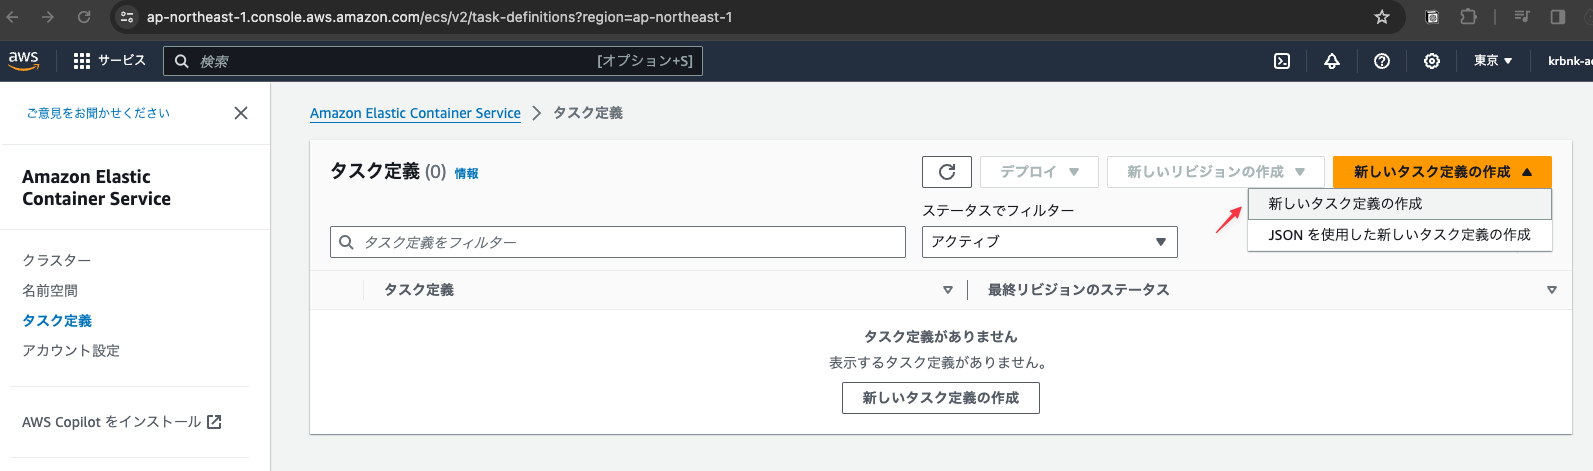 ap-northeast-1.console.aws.amazon.com/ecs/v2/task-definitions?region=ap-northeast-1
aws
サービス
検索
[オプション+S]
東京
ご意見をお聞かせください
Amazon Elastic Container Service
クラスター
名前空間
タスク定義
アカウント設定
AWS Copilot をインストール
Amazon Elastic Container Service
タスク定義
タスク定義 (0) 情報
デプロイ
新しいリビジョンの作成
新しいタスク定義の作成
新しいタスク定義の作成
JSON を使用した新しいタスク定義の作成
ステータスでフィルター
タスク定義をフィルター
アクティブ
タスク定義
最終リビジョンのステータス
タスク定義がありません
表示するタスク定義がありません。
新しいタスク定義の作成